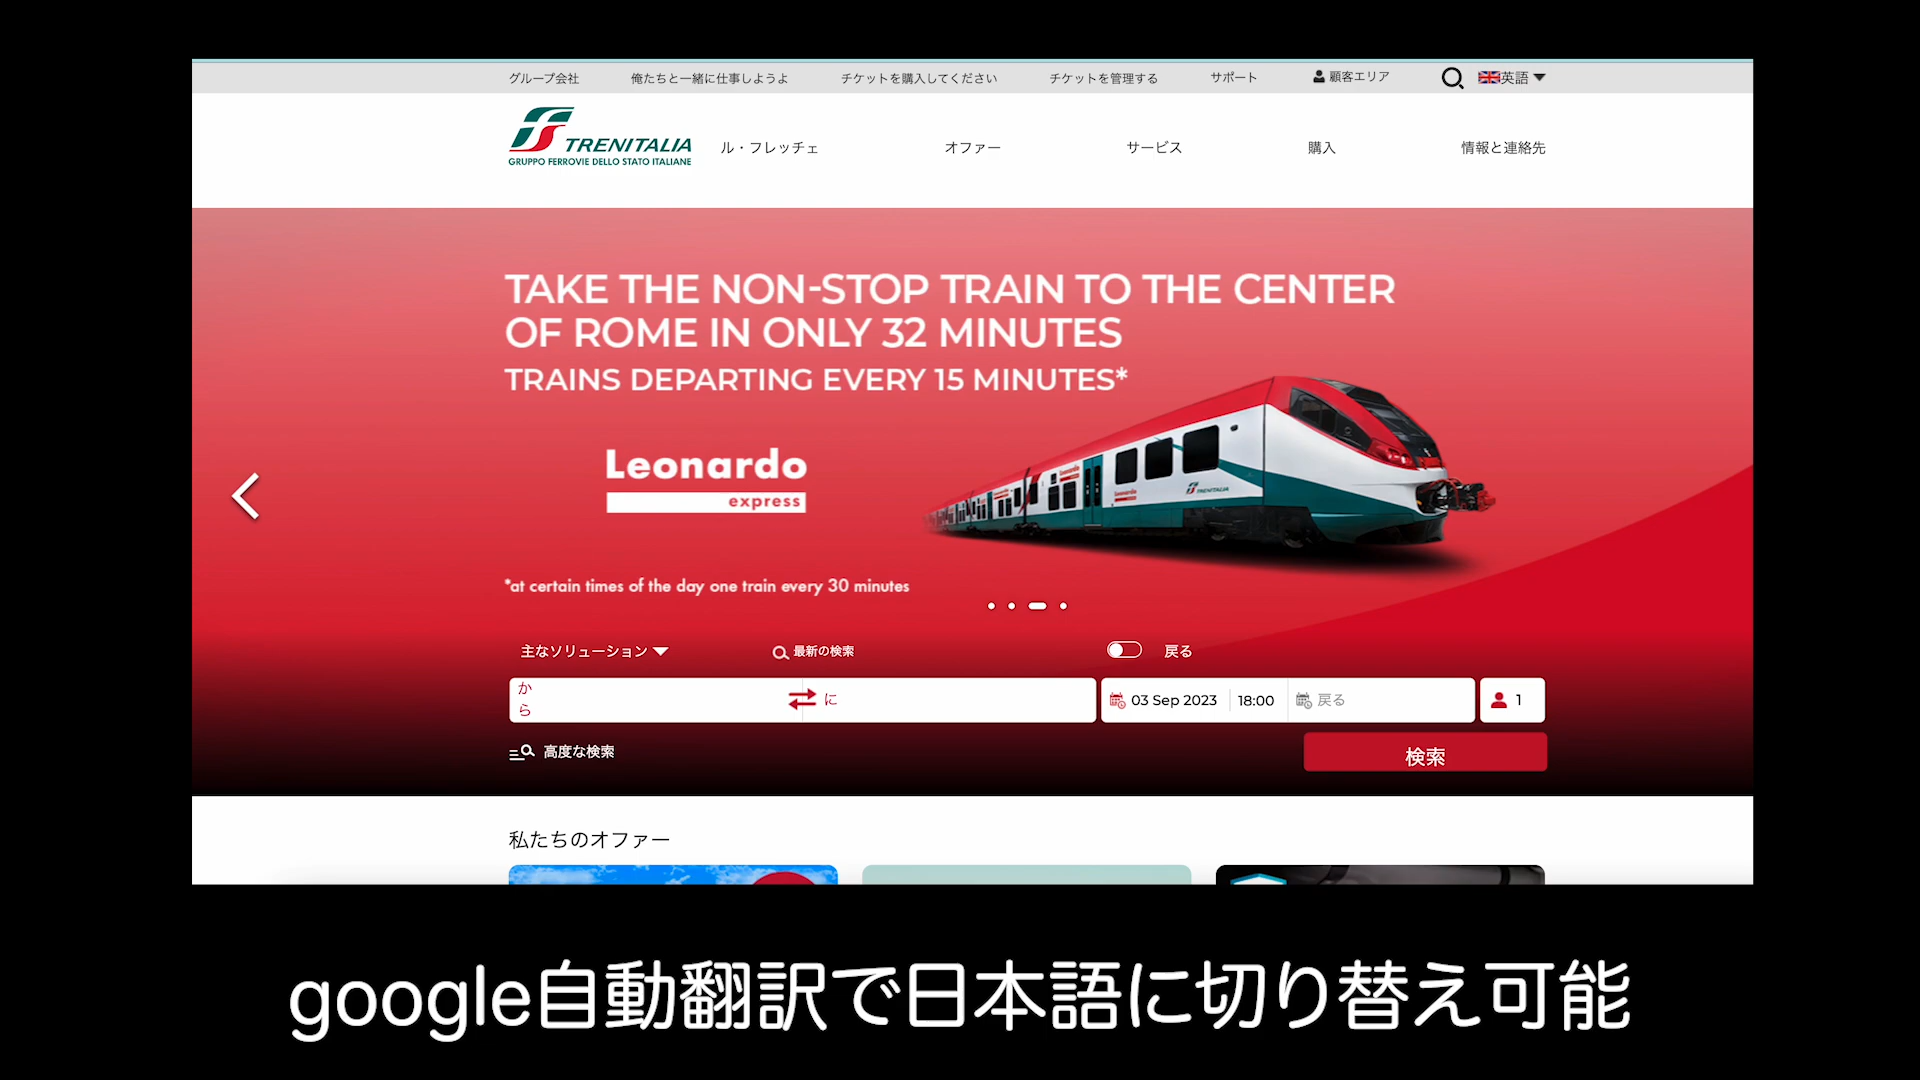 グループ会社
俺たちと一緒に仕事しようよ
チケットを購入してください
チケットを管理する
サポート
顧客エリア
英語
TRENITALIA
GRUPPO FERROVIE DELLO STATO ITALIANE
ル・フレッチェ
オファー
サービス
購入
情報と連絡先
TAKE THE NON-STOP TRAIN TO THE CENTER
OF ROME IN ONLY 32 MINUTES
TRAINS DEPARTING EVERY 15 MINUTES*
Leonardo
express
Leonardo
Leonardo
TRENITALIA
*at certain times of the day one train every 30 minutes
主なソリューション
最新の検索
戻る
か
ら
に
03 Sep 2023
18:00
戻る
1
高度な検索
検索
私たちのオファー
google自動翻訳で日本語に切り替え可能